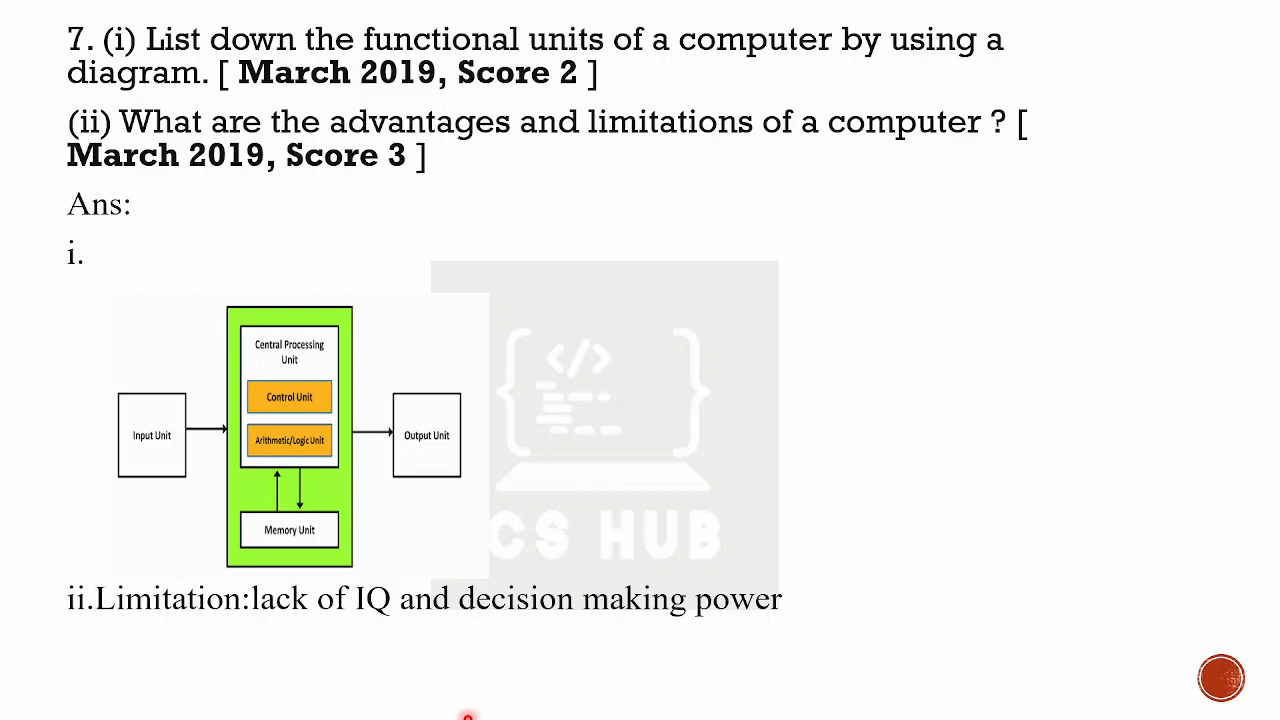 7. (i) List down the functional units of a computer by using a
diagram. [ March 2019, Score 2 ]
(ii) What are the advantages and limitations of a computer ? [
March 2019, Score 3 ]
Ans:
i.
Central Processing
Unit
Control Unit
Input Unit
Arithmetic/Logic Unit
Output Unit
Memory Unit
</>
CS HUB
ii.Limitation:lack of IQ and decision making power